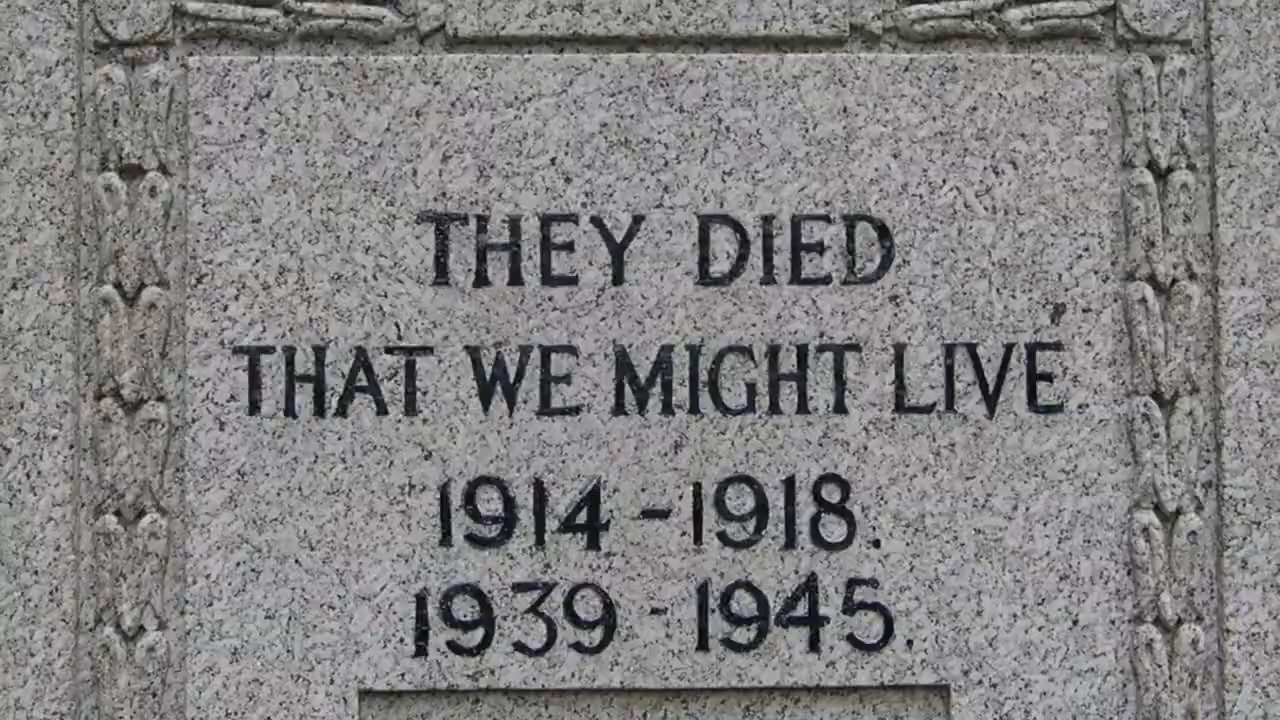 THEY DIED
THAT WE MIGHT LIVE.
1914 - 1918.
1939 - 1945.